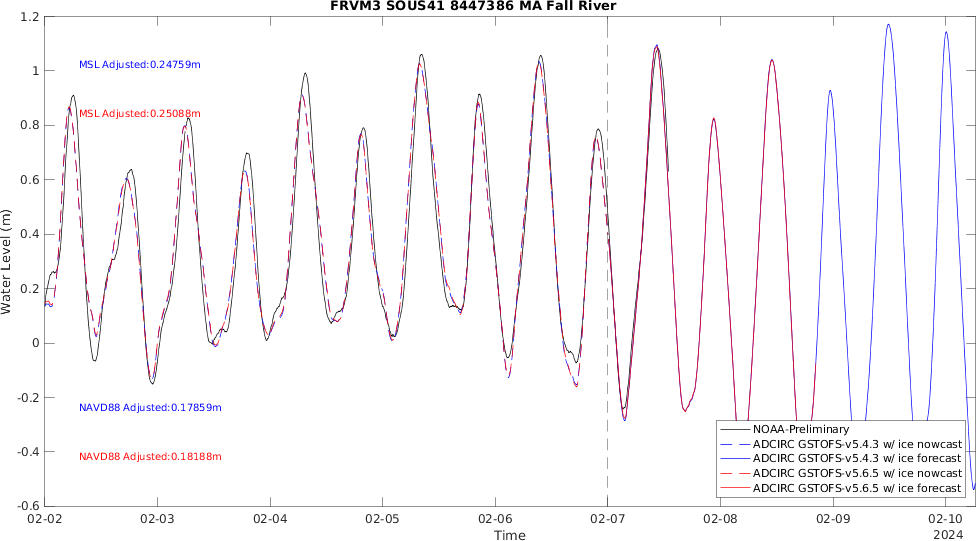 FRVM3 SOUS41 8447386 MA Fall River
1.2
1
0.8
0.6
0.4
0.2
0
-0.2
-0.4
-0.6
Water Level (m)
MSL Adjusted:0.24759m
MSL Adjusted:0.25088m
NAVD88 Adjusted:0.17859m
NAVD88 Adjusted:0.18188m
NOAA-Preliminary
ADCIRC GSTOFS-v5.4.3 w/ ice nowcast
ADCIRC GSTOFS-v5.4.3 w/ ice forecast
ADCIRC GSTOFS-v5.6.5 w/ ice nowcast
ADCIRC GSTOFS-v5.6.5 w/ ice forecast
02-02 02-03 02-04 02-05 02-06 02-07 02-08 02-09 02-10
Time
2024